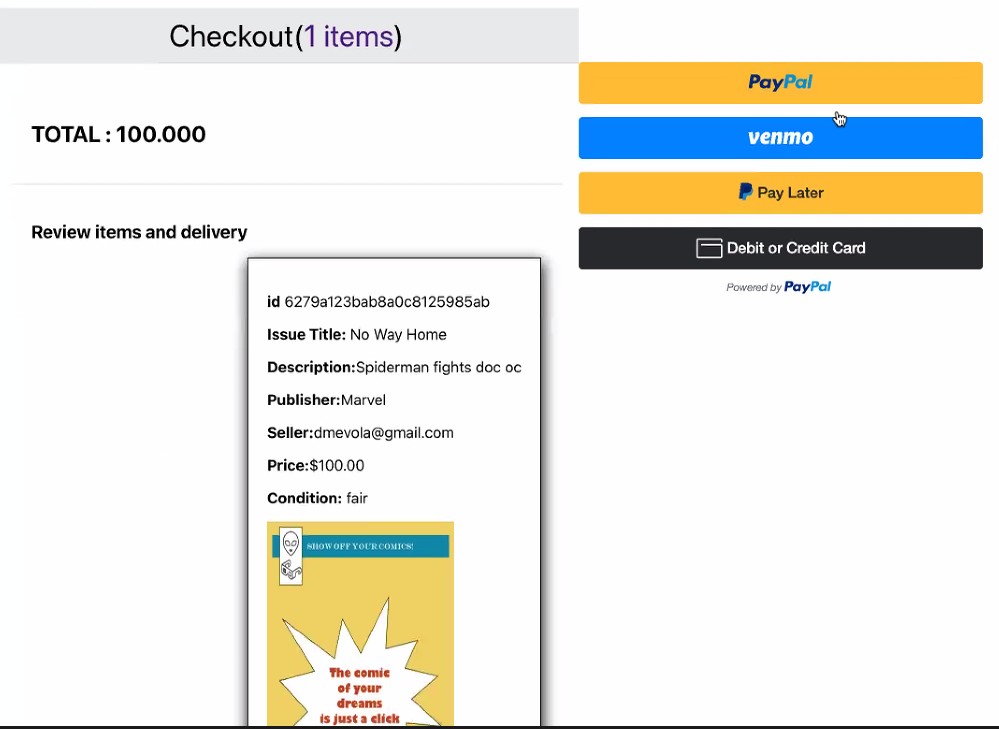 Checkout(1 items)
TOTAL : 100.000
Review items and delivery
id 6279a123bab8a0c8125985ab
Issue Title: No Way Home
Description:Spiderman fights doc oc
Publisher:Marvel
Seller:dmevola@gmail.com
Price:$100.00
Condition: fair
SHOW OFF YOUR COMICS!
The comic
of your
dreams
is just a click
PayPal
venmo
Pay Later
Debit or Credit Card
Powered by PayPal